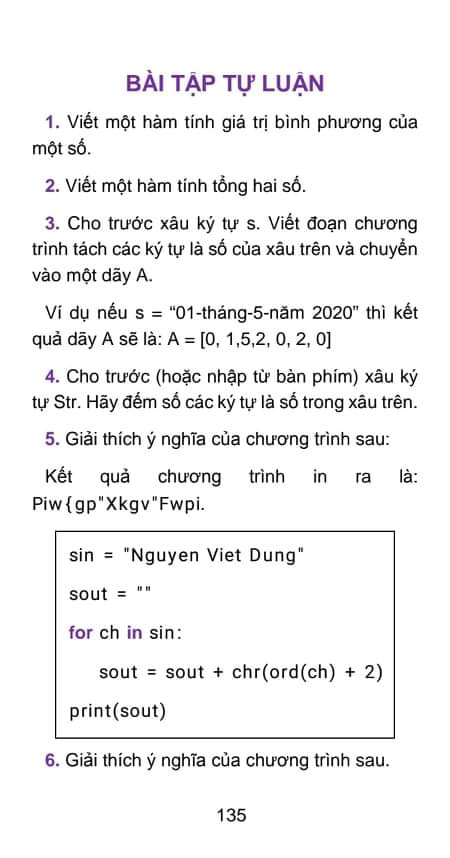 BÀI TẬP TỰ LUẬN
1. Viết một hàm tính giá trị bình phương của
một số.
2. Viết một hàm tính tổng hai số.
3. Cho trước xâu ký tự s. Viết đoạn chương
trình tách các ký tự là số của xâu trên và chuyển
vào một dãy A.
Ví dụ nếu s = “01-tháng-5-năm 2020” thì kết
quả dãy A sẽ là: A = [0, 1,5,2, 0, 2, 0]
4. Cho trước (hoặc nhập từ bàn phím) xâu ký
tự Str. Hãy đếm số các ký tự là số trong xâu trên.
5. Giải thích ý nghĩa của chương trình sau:
Kết quả chương trình in ra là:
Piw{gp"Xkgv"Fwpi.
sin = "Nguyen Viet Dung"
sout = ""
for ch in sin:
sout = sout + chr(ord(ch) + 2)
print(sout)
6. Giải thích ý nghĩa của chương trình sau.
135